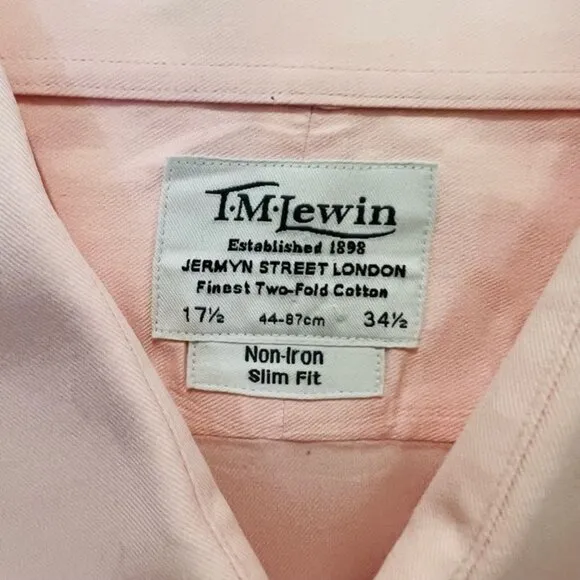 T·M·Lewin
Established 1898
JERMYN STREET LONDON
Finest Two-Fold Cotton
17½ 44-87cm 34½
Non-Iron
Slim Fit